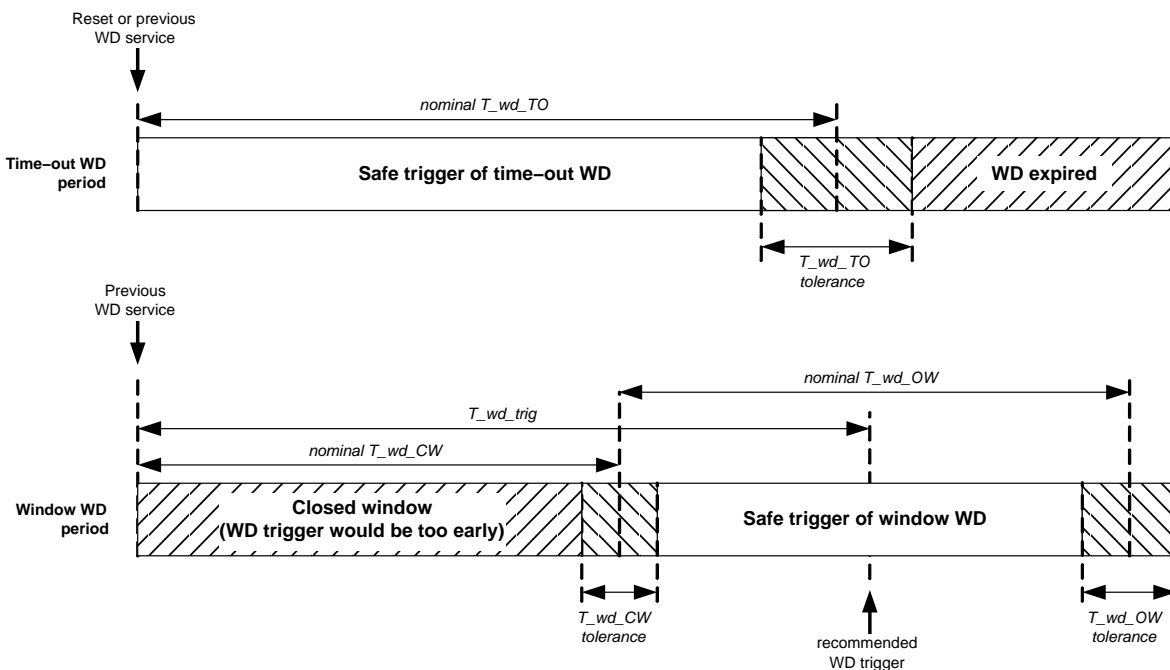 Reset or previous
WD service
nominal T_wd_TO
Time−out WD
period
Safe trigger of time−out WD
WD expired
T_wd_TO
tolerance
Previous
WD service
nominal T_wd_OW
T_wd_trig
nominal T_wd_CW
Window WD
period
Closed window
(WD trigger would be too early)
Safe trigger of window WD
T_wd_CW
tolerance
recommended
WD trigger
T_wd_OW
tolerance